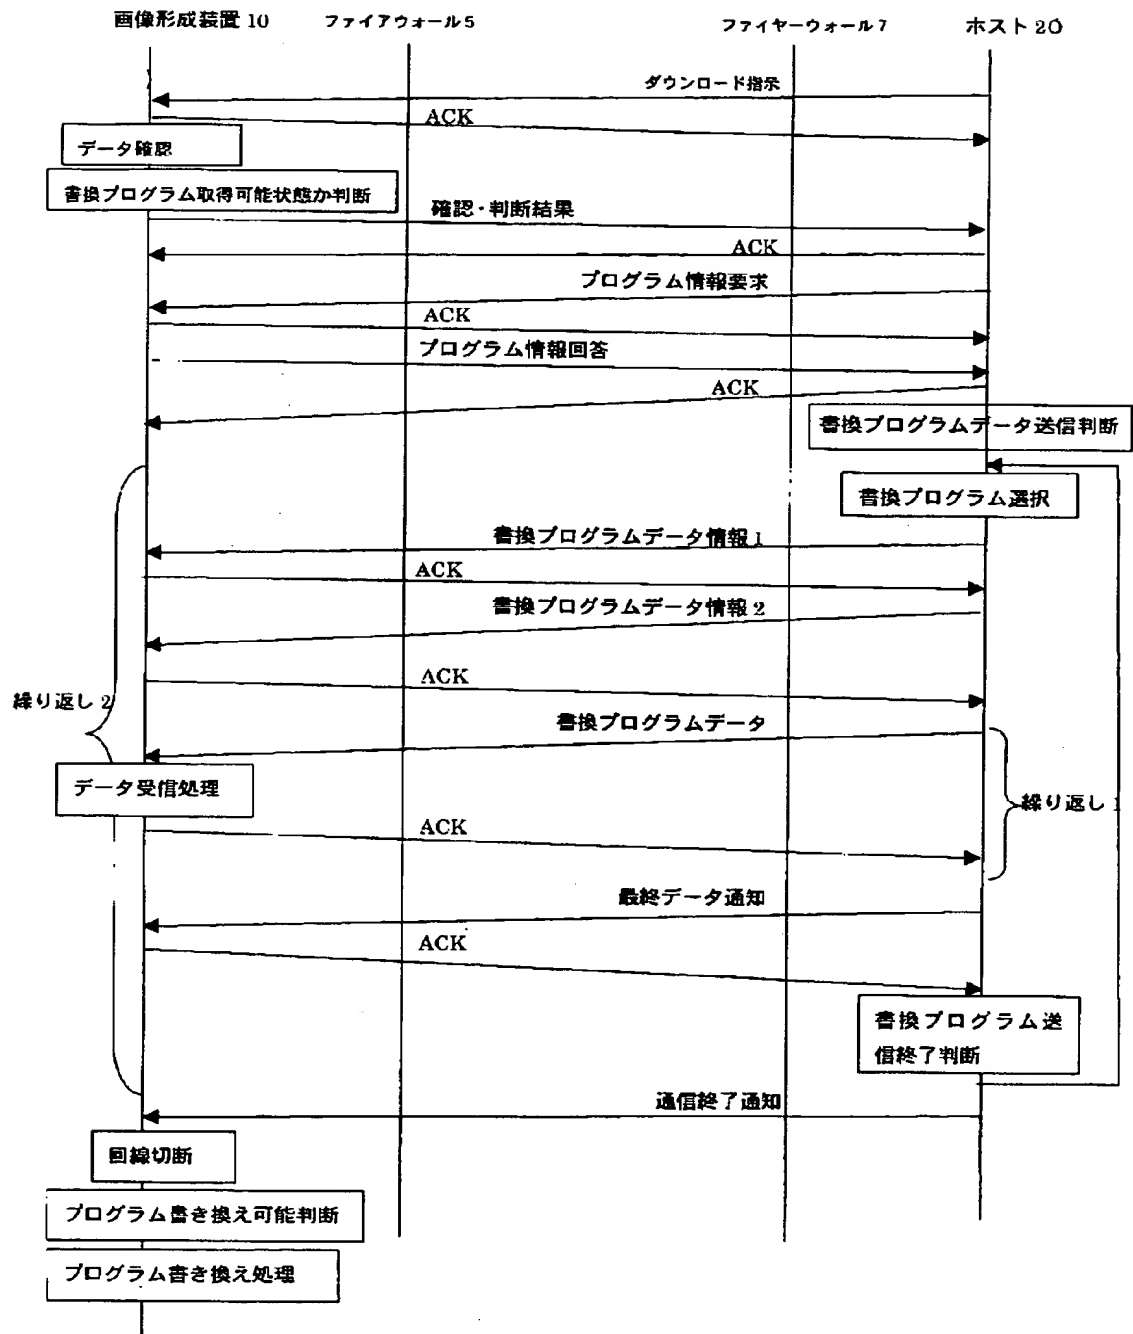 画像形成装置 10
ファイアウォール 5
ファイヤーウォール 7
ホスト 20
ダウンロード指示
ACK
データ確認
書換プログラム取得可能状態か判断
確認・判断結果
ACK
プログラム情報要求
ACK
プログラム情報回答
ACK
書換プログラムデータ送信判断
書換プログラム選択
書換プログラムデータ情報 1
ACK
書換プログラムデータ情報 2
ACK
繰り返し 2
書換プログラムデータ
データ受信処理
繰り返し 1
ACK
最終データ通知
ACK
書換プログラム送
信終了判断
通信終了通知
回線切断
プログラム書き換え可能判断
プログラム書き換え処理